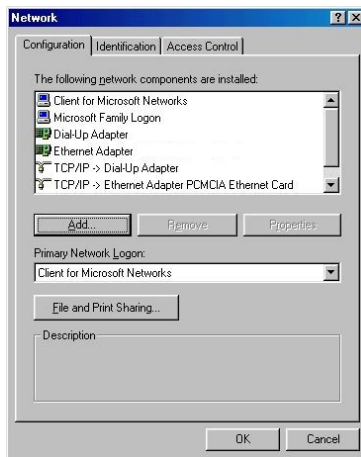 Network
Configuration Identification Access Control
The following network components are installed:
Client for Microsoft Networks
Microsoft Family Logon
Dial-Up Adapter
Ethernet Adapter
TCP/IP -> Dial-Up Adapter
TCP/IP -> Ethernet Adapter PCMCIA Ethernet Card
Add... Remove Properties
Primary Network Logon:
Client for Microsoft Networks
File and Print Sharing...
Description
OK Cancel